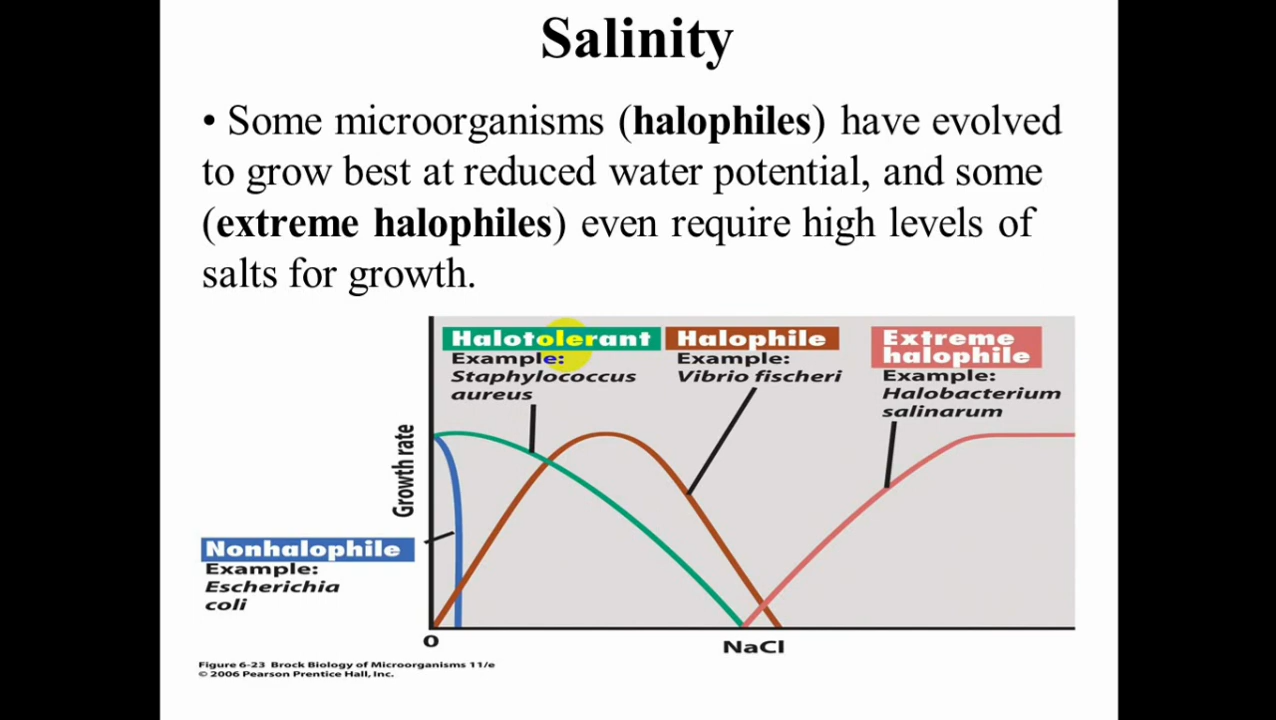 Salinity
• Some microorganisms (halophiles) have evolved
to grow best at reduced water potential, and some
(extreme halophiles) even require high levels of
salts for growth.
Halotolerant
Example:
Staphylococcus
aureus
Halophile
Example:
Vibrio fischeri
Extreme
halophile
Example:
Halobacterium
salinarum
Growth rate
Nonhalophile
Example:
Escherichia
coli
0
NaCl
Figure 6-23 Brock Biology of Microorganisms 11/e
© 2006 Pearson Prentice Hall, Inc.